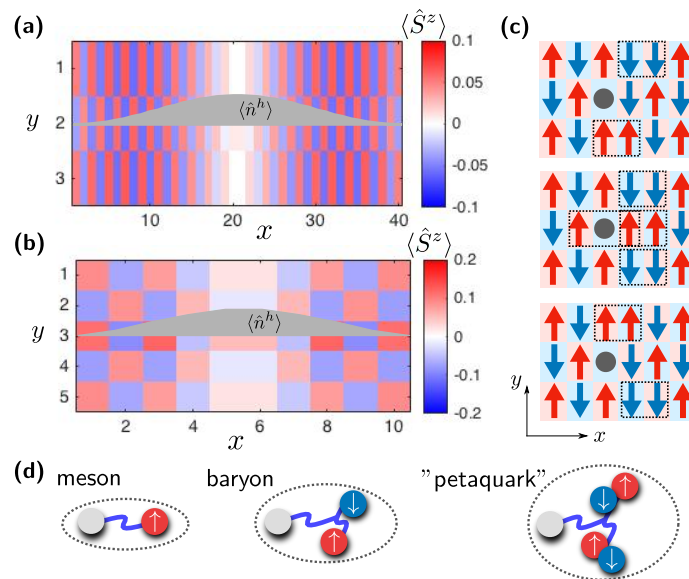 (a)
⟨Ŝᶻ⟩
(c)
1
y 2
3
⟨n̂ʰ⟩
0.1
0.05
0
-0.05
-0.1
10 20 30 40
x
(b)
⟨Ŝᶻ⟩
1
2
y 3
4
5
⟨n̂ʰ⟩
0.2
0.1
0
-0.1
-0.2
2 4 6 8 10
x
y
x
(d)
meson
baryon
"petaquark"
↑
↓
↑
↓ ↑
↑ ↓